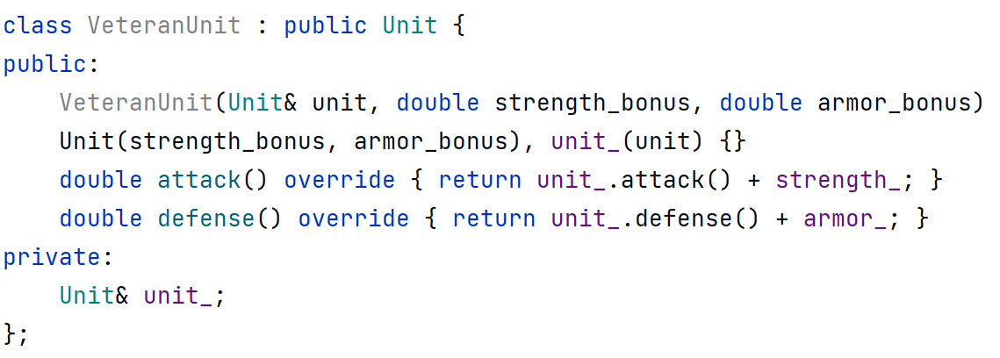 class VeteranUnit : public Unit {
public:
    VeteranUnit(Unit& unit, double strength_bonus, double armor_bonus)
    Unit(strength_bonus, armor_bonus), unit_(unit) {}
    double attack() override { return unit_.attack() + strength_; }
    double defense() override { return unit_.defense() + armor_; }
private:
    Unit& unit_;
};